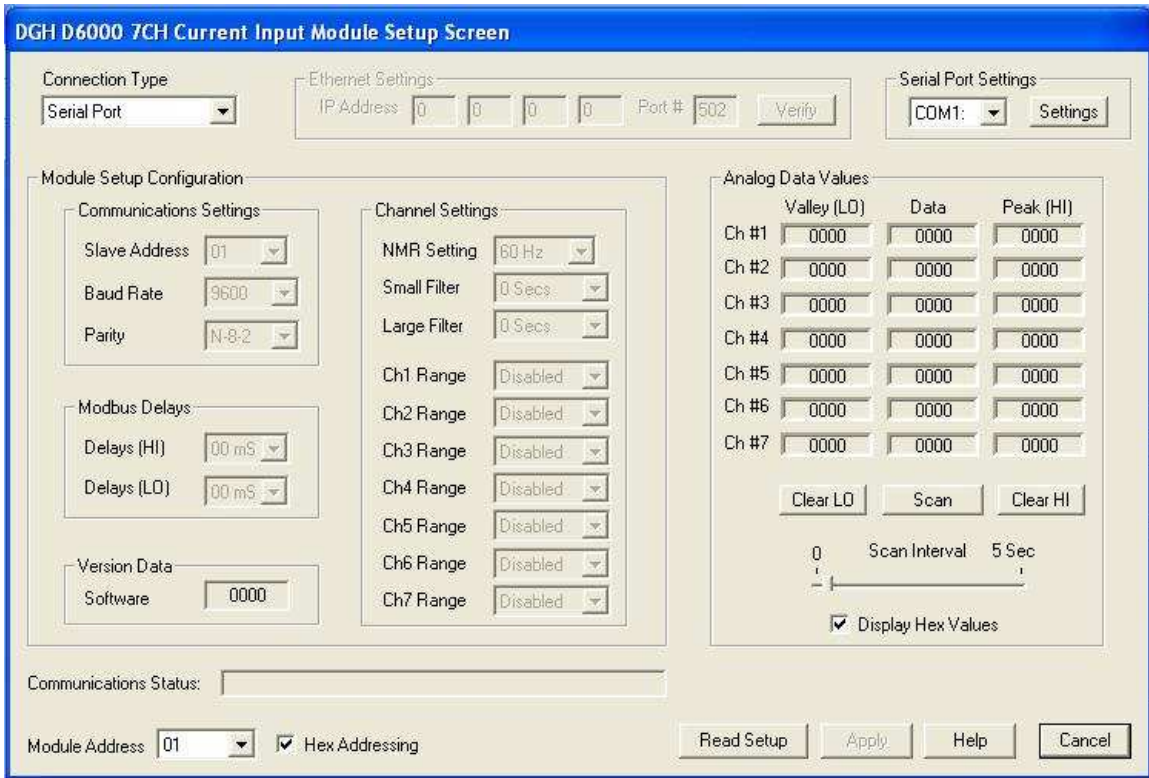 DGH D6000 7CH Current Input Module Setup Screen
Connection Type
Serial Port
Ethernet Settings
IP Address 0 0 0 0 Port # 502 Verify
Serial Port Settings
COM1: Settings
Module Setup Configuration
Communications Settings
Slave Address 01
Baud Rate 9600
Parity N-8-2
Modbus Delays
Delays (HI) 00 mS
Delays (LO) 00 mS
Version Data
Software 0000
Channel Settings
NMR Setting 60 Hz
Small Filter 0 Secs
Large Filter 0 Secs
Ch1 Range Disabled
Ch2 Range Disabled
Ch3 Range Disabled
Ch4 Range Disabled
Ch5 Range Disabled
Ch6 Range Disabled
Ch7 Range Disabled
Analog Data Values
Valley (LO) Data Peak (HI)
Ch #1 0000 0000 0000
Ch #2 0000 0000 0000
Ch #3 0000 0000 0000
Ch #4 0000 0000 0000
Ch #5 0000 0000 0000
Ch #6 0000 0000 0000
Ch #7 0000 0000 0000
Clear LO Scan Clear HI
0 Scan Interval 5 Sec
Display Hex Values
Communications Status:
Module Address 01 Hex Addressing
Read Setup Apply Help Cancel